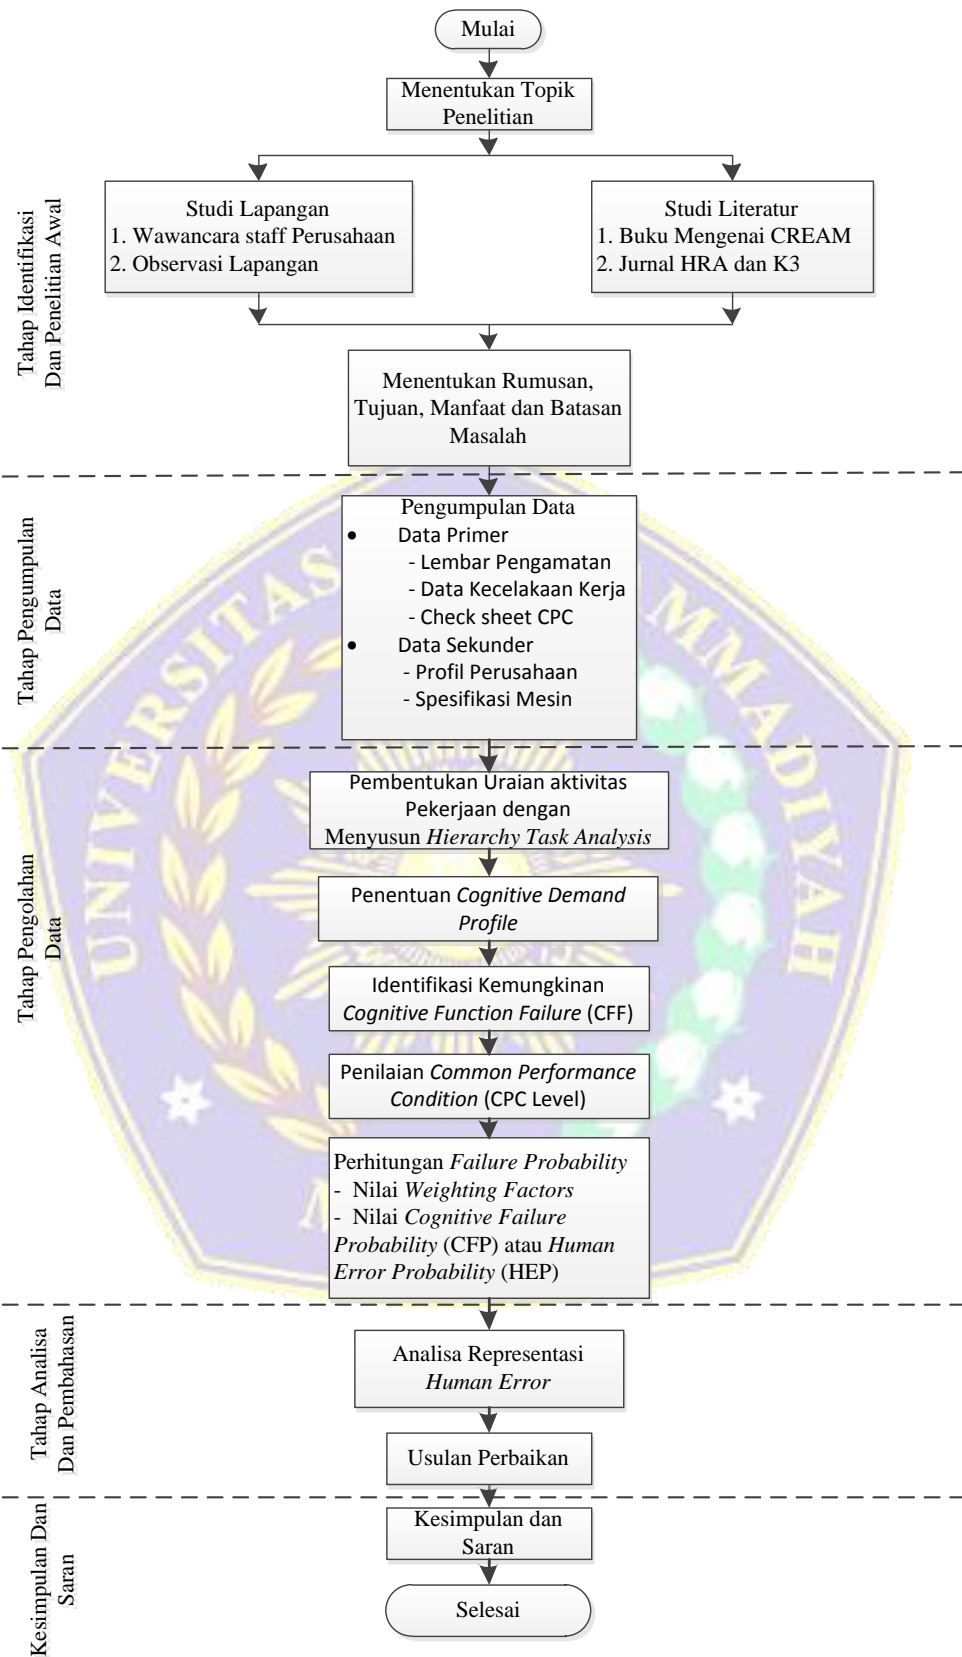 Mulai
Menentukan Topik
Penelitian
Tahap Identifikasi
Dan Penelitian Awal
Studi Lapangan
1. Wawancara staff Perusahaan
2. Observasi Lapangan
Studi Literatur
1. Buku Mengenai CREAM
2. Jurnal HRA dan K3
Menentukan Rumusan,
Tujuan, Manfaat dan Batasan
Masalah
Tahap Pengumpulan
Data
Pengumpulan Data
• Data Primer
- Lembar Pengamatan
- Data Kecelakaan Kerja
- Check sheet CPC
• Data Sekunder
- Profil Perusahaan
- Spesifikasi Mesin
UNIVERSITAS
MMADIYAH
Tahap Pengolahan
Data
Pembentukan Uraian aktivitas
Pekerjaan dengan
Menyusun Hierarchy Task Analysis
Penentuan Cognitive Demand
Profile
Identifikasi Kemungkinan
Cognitive Function Failure (CFF)
Penilaian Common Performance
Condition (CPC Level)
Perhitungan Failure Probability
- Nilai Weighting Factors
- Nilai Cognitive Failure
Probability (CFP) atau Human
Error Probability (HEP)
Tahap Analisa
Dan Pembahasan
Analisa Representasi
Human Error
Usulan Perbaikan
Kesimpulan Dan
Saran
Kesimpulan dan
Saran
Selesai